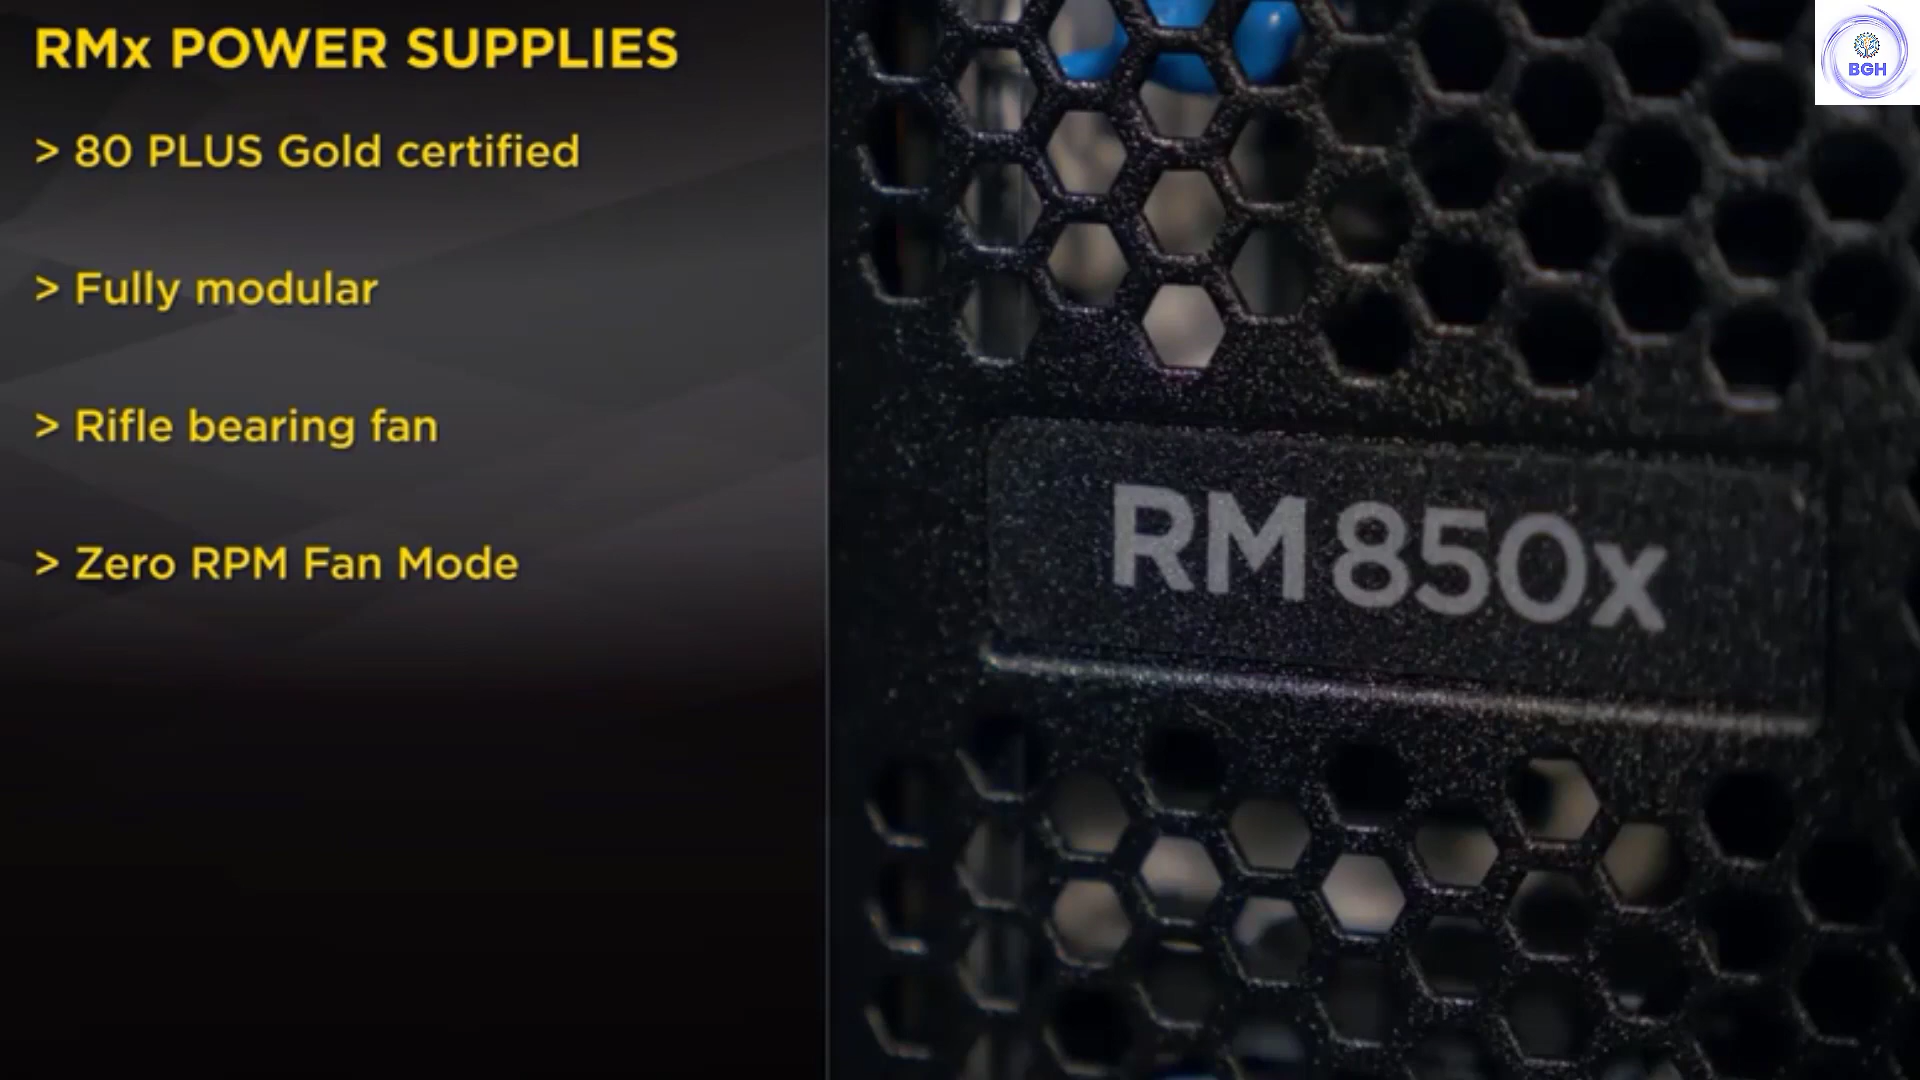 RMx POWER SUPPLIES
> 80 PLUS Gold certified
> Fully modular
> Rifle bearing fan
> Zero RPM Fan Mode
RM850x
BGH